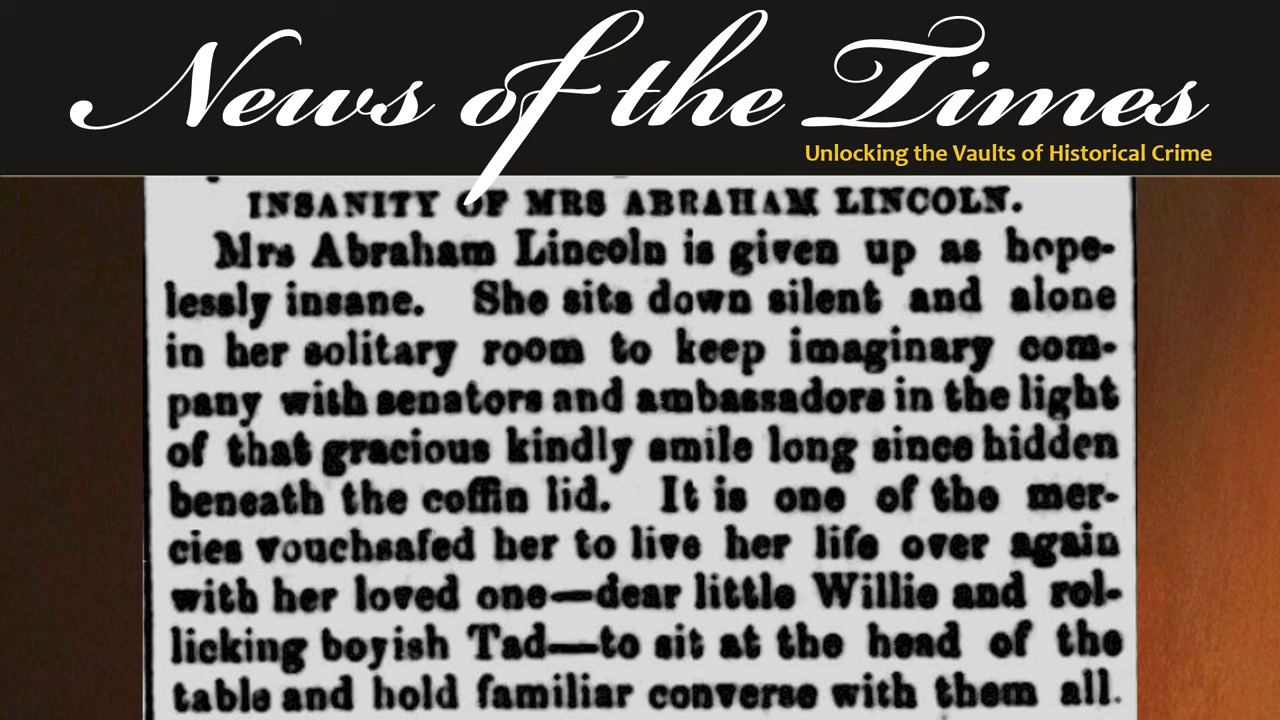 News of the Times
Unlocking the Vaults of Historical Crime
INSANITY OF MRS ABRAHAM LINCOLN.
Mrs Abraham Lincoln is given up as hope-
lessly insane. She sits down silent and alone
in her solitary room to keep imaginary com-
pany with senators and ambassadors in the light
of that gracious kindly smile long since hidden
beneath the coffin lid. It is one of the mer-
cies vouchsafed her to live her life over again
with her loved one—dear little Willie and rol-
licking boyish Tad—to sit at the head of the
table and hold familiar converse with them all.